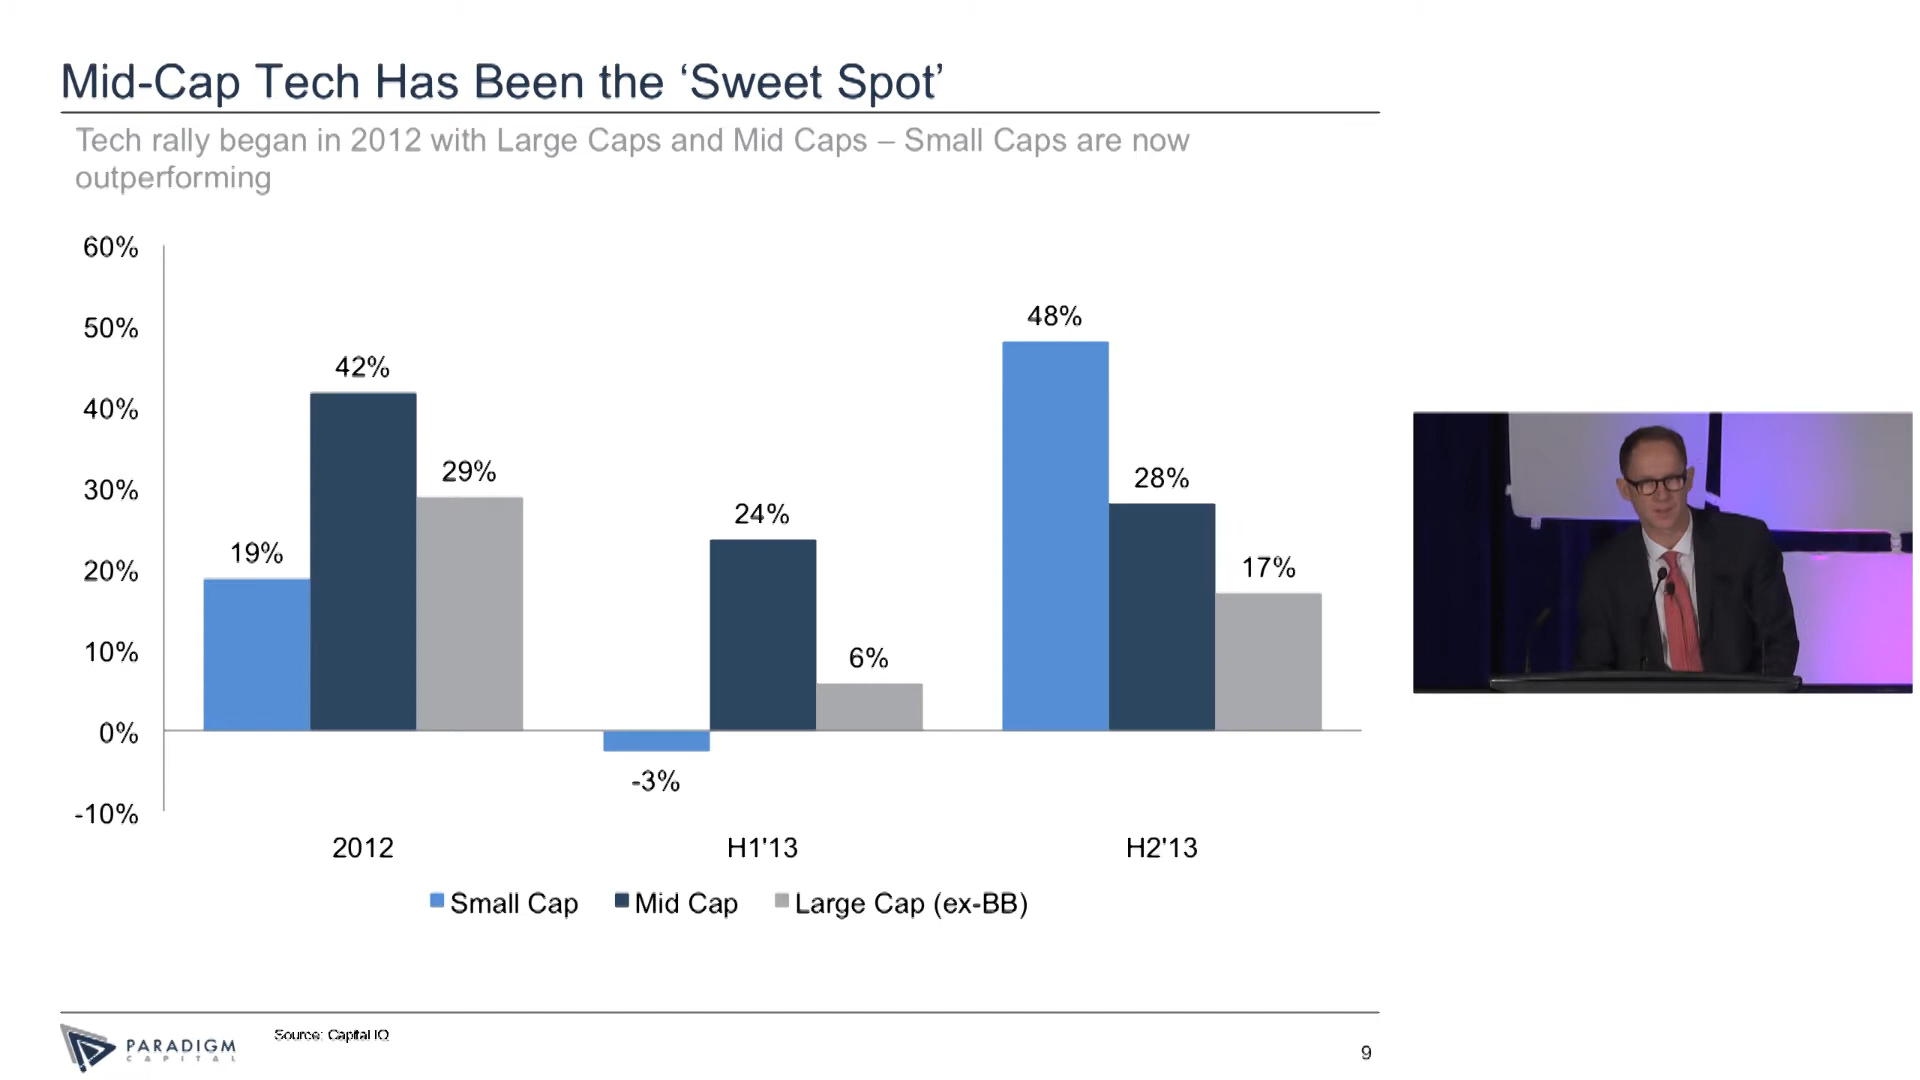 Mid-Cap Tech Has Been the ‘Sweet Spot’
Tech rally began in 2012 with Large Caps and Mid Caps – Small Caps are now
outperforming
60%
50%
40%
30%
20%
10%
0%
-10%
19%
42%
29%
-3%
24%
6%
48%
28%
17%
2012
H1'13
H2'13
Small Cap
Mid Cap
Large Cap (ex-BB)
PARADIGM
CAPITAL
Source: Capital IQ
9